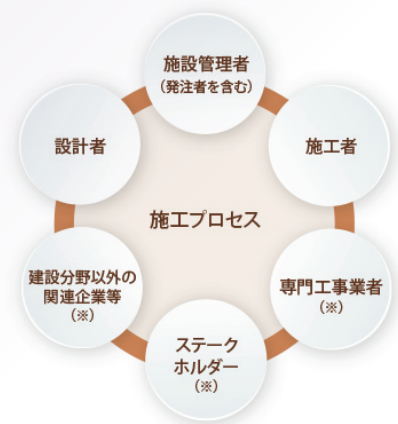 施設管理者
(発注者を含む)
設計者
施工者
施工プロセス
建設分野以外の
関連企業等
(※)
専門工事業者
(※)
ステーク
ホルダー
(※)